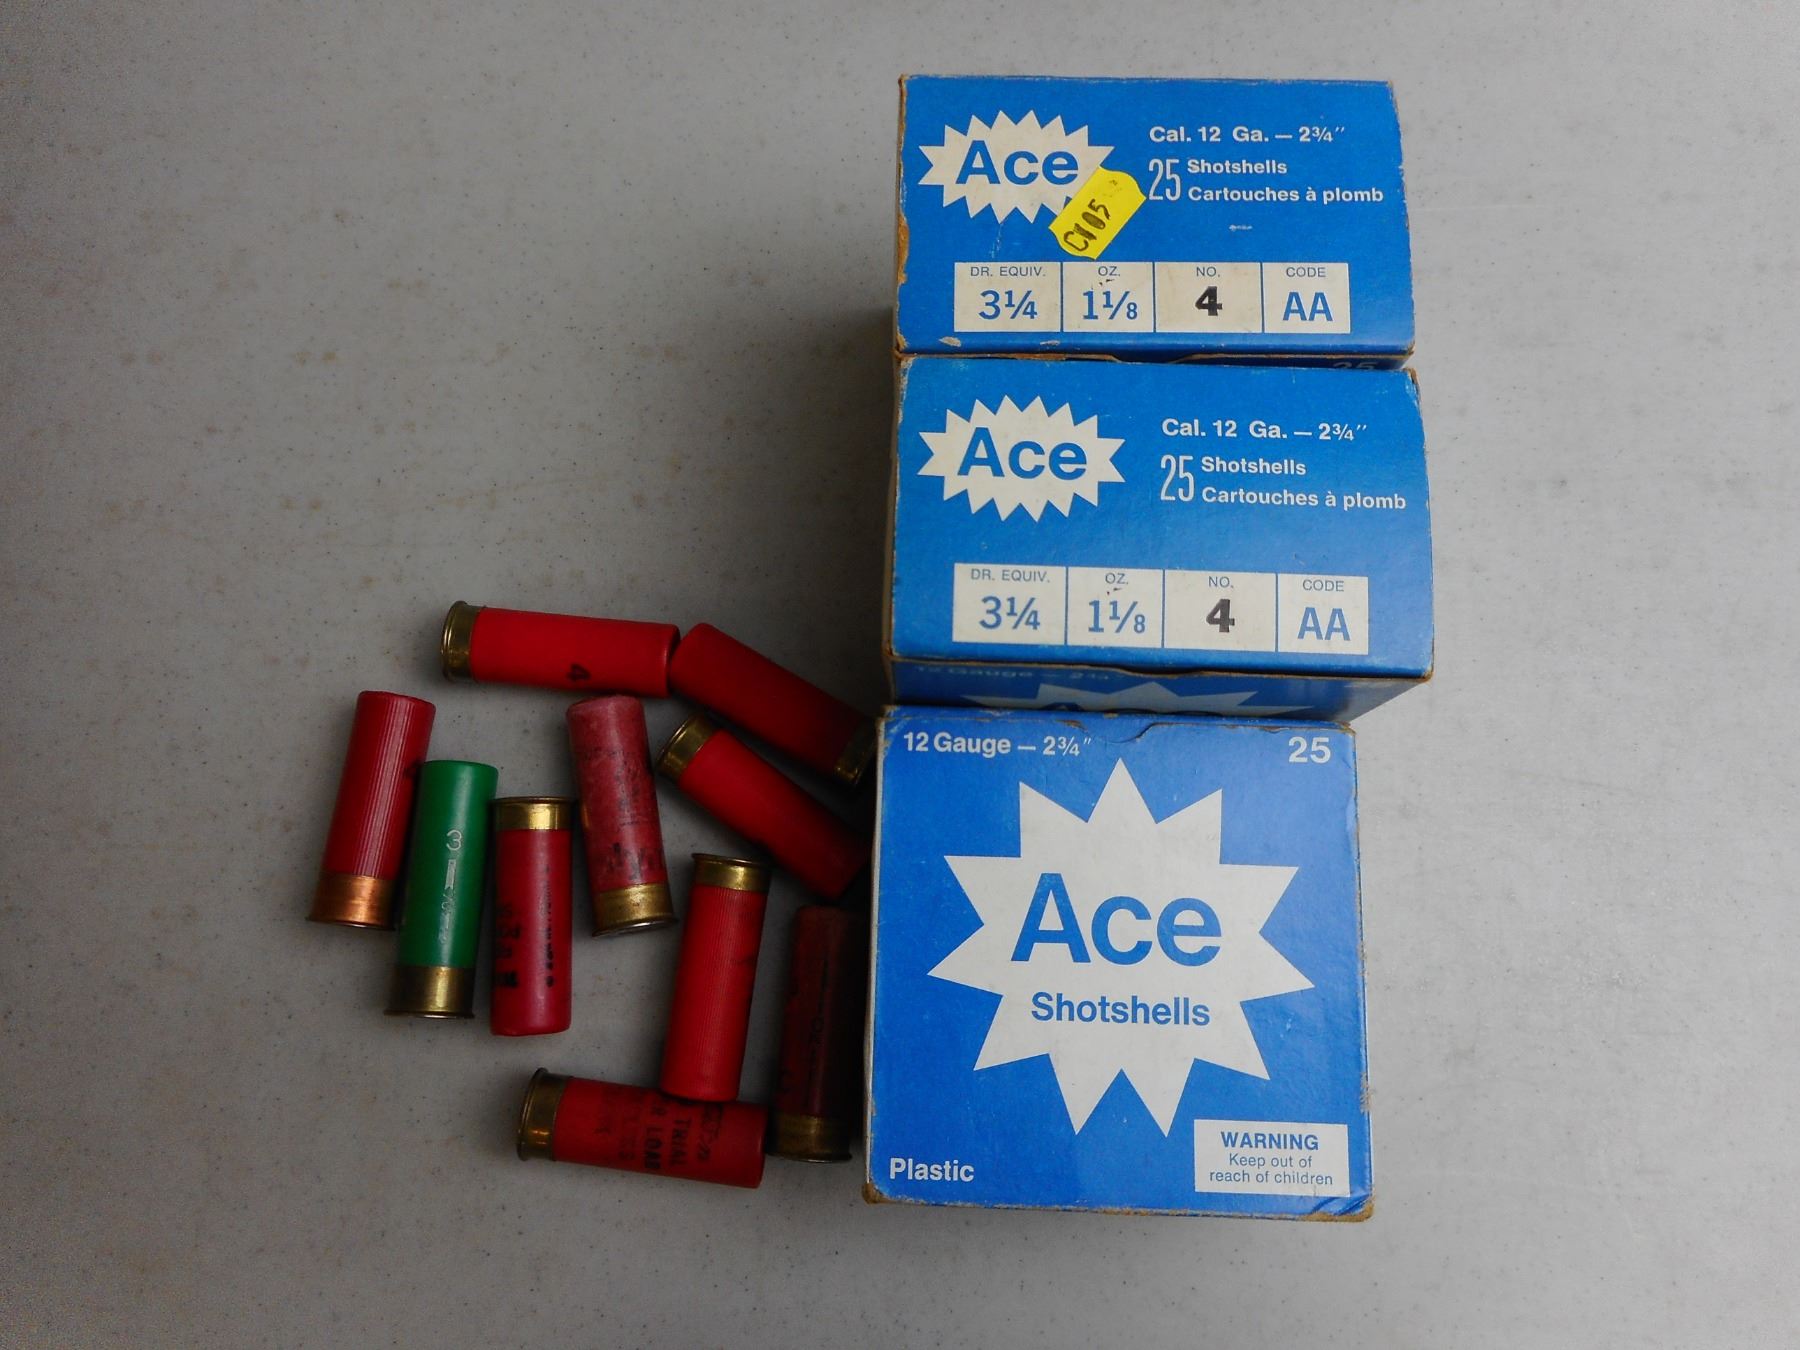 Ace
Cal. 12 Ga. — 2¾″
25 Shotshells
Cartouches à plomb
DR. EQUIV. OZ. NO. CODE
3¼ 1⅛ 4 AA
Ace
Cal. 12 Ga. — 2¾″
25 Shotshells
Cartouches à plomb
DR. EQUIV. OZ. NO. CODE
3¼ 1⅛ 4 AA
12 Gauge — 2¾″ 25
Ace
Shotshells
Plastic
WARNING
Keep out of
reach of children
4
TRIAL
LOAD